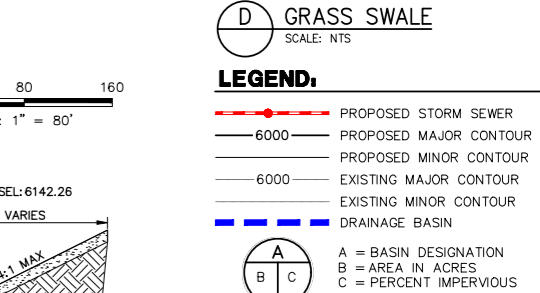 D GRASS SWALE
SCALE: NTS
80 160
1" = 80'
LEGEND:
PROPOSED STORM SEWER
6000 PROPOSED MAJOR CONTOUR
PROPOSED MINOR CONTOUR
6000 EXISTING MAJOR CONTOUR
EXISTING MINOR CONTOUR
DRAINAGE BASIN
SEL: 6142.26
VARIES
4:1 MAX
A
B C
A = BASIN DESIGNATION
B = AREA IN ACRES
C = PERCENT IMPERVIOUS